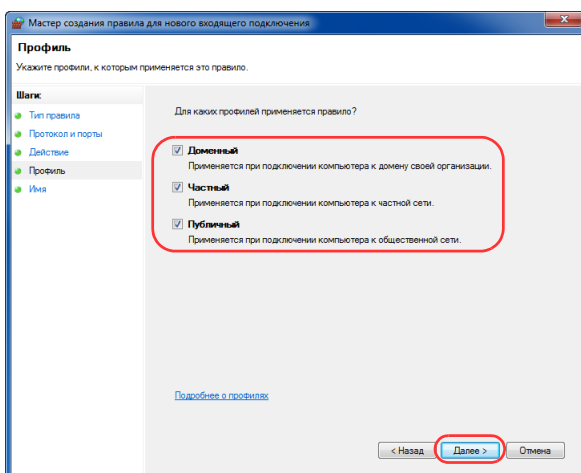 Мастер создания правила для нового входящего подключения
Профиль
Укажите профили, к которым применяется это правило.
Шаги:
Тип правила
Протокол и порты
Действие
Профиль
Имя
Для каких профилей применяется правило?
Доменный
Применяется при подключении компьютера к домену своей организации.
Частный
Применяется при подключении компьютера к частной сети.
Публичный
Применяется при подключении компьютера к общественной сети.
Подробнее о профилях
< Назад
Далее >
Отмена